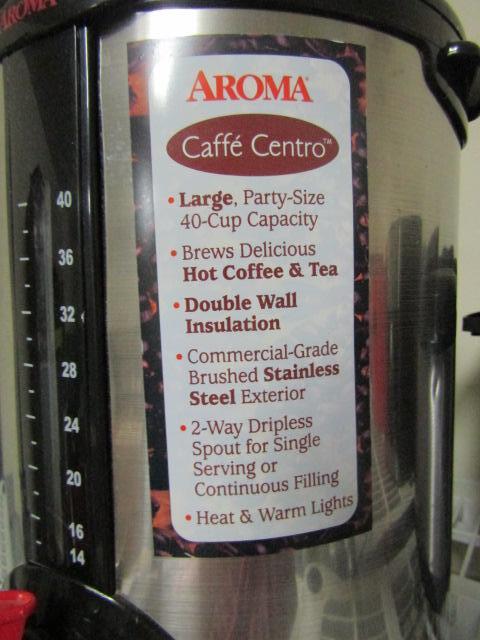 AROMA
AROMA
Caffé Centro™
• Large, Party-Size
40-Cup Capacity
• Brews Delicious
Hot Coffee & Tea
• Double Wall
Insulation
• Commercial-Grade
Brushed Stainless
Steel Exterior
• 2-Way Dripless
Spout for Single
Serving or
Continuous Filling
• Heat & Warm Lights
40
36
32
28
24
20
16
14